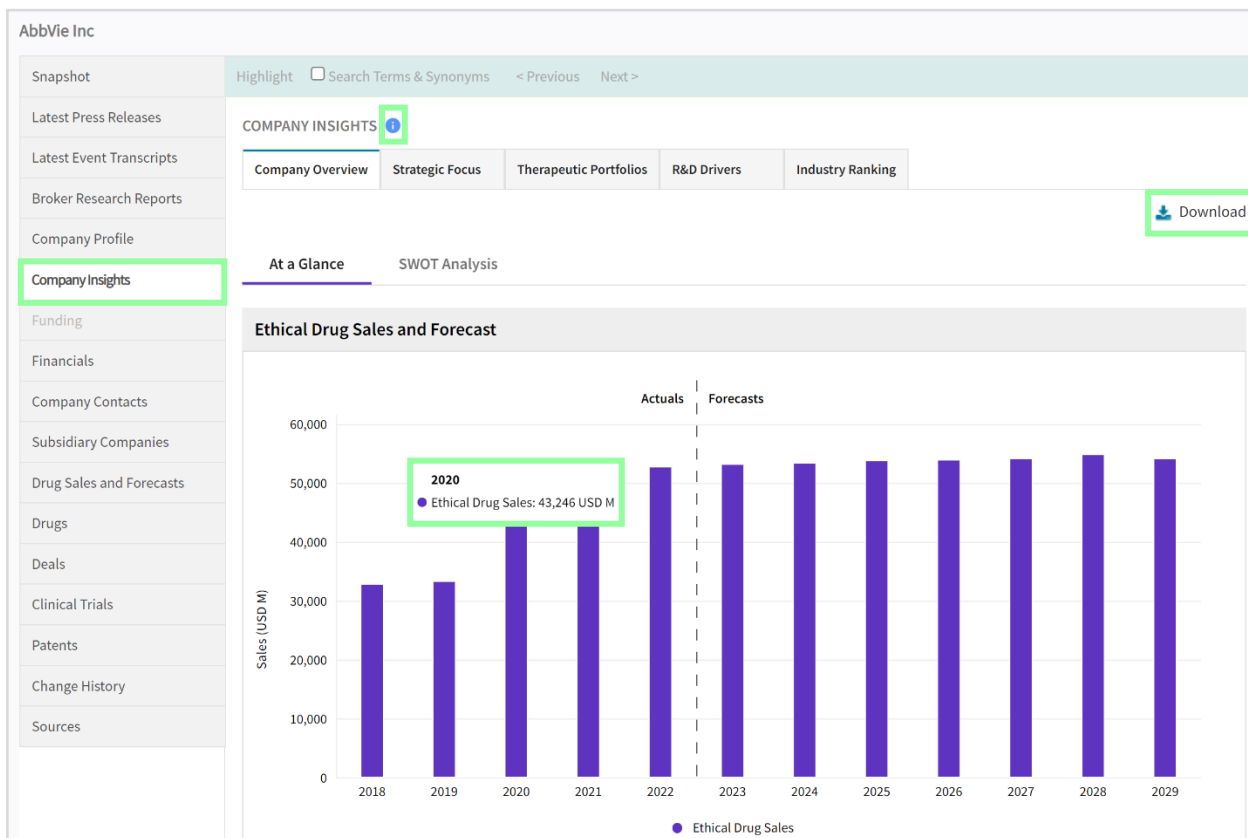 AbbVie Inc
Snapshot
Latest Press Releases
Latest Event Transcripts
Broker Research Reports
Company Profile
Company Insights
Funding
Financials
Company Contacts
Subsidiary Companies
Drug Sales and Forecasts
Drugs
Deals
Clinical Trials
Patents
Change History
Sources
Highlight Search Terms & Synonyms < Previous Next >
COMPANY INSIGHTS i
Company Overview Strategic Focus Therapeutic Portfolios R&D Drivers Industry Ranking
Download
At a Glance SWOT Analysis
Ethical Drug Sales and Forecast
Actuals Forecasts
Sales (USD M)
60,000
50,000
40,000
30,000
20,000
10,000
0
2020
Ethical Drug Sales: 43,246 USD M
2018 2019 2020 2021 2022 2023 2024 2025 2026 2027 2028 2029
Ethical Drug Sales